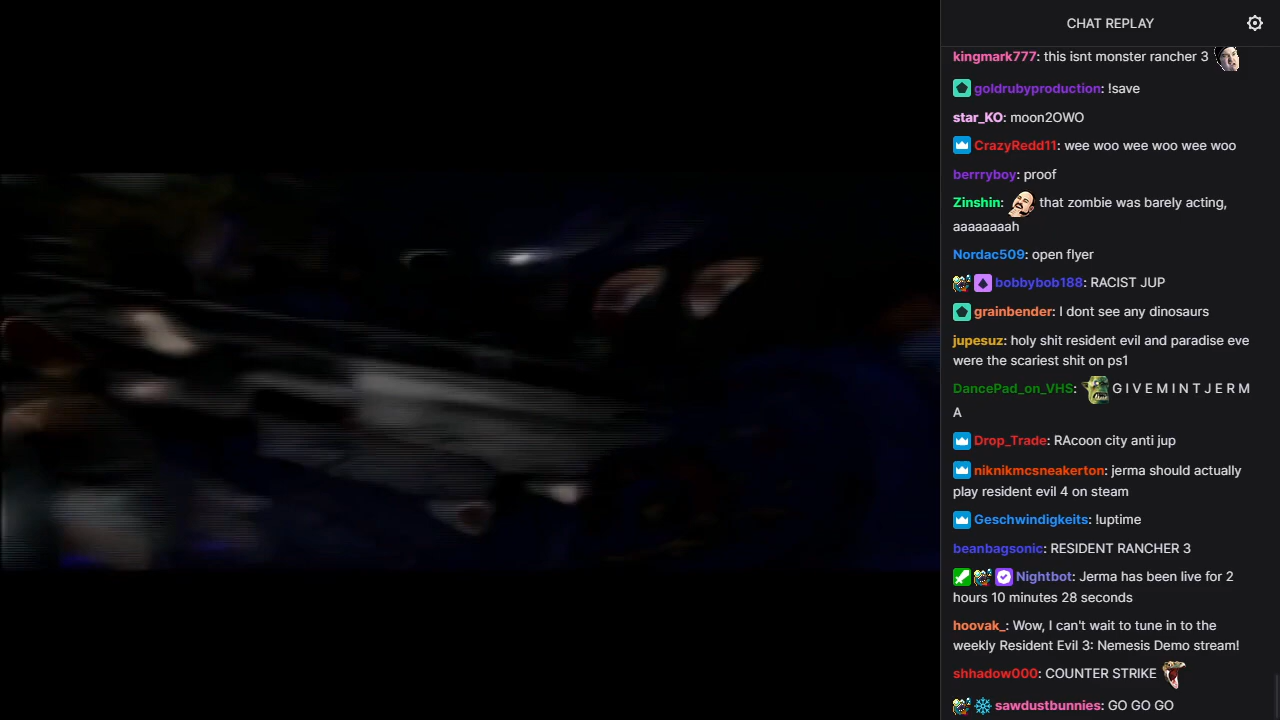 CHAT REPLAY
kingmark777: this isnt monster rancher 3
goldrubyproduction: !save
star_KO: moon2OWO
CrazyRedd11: wee woo wee woo wee woo
berrryboy: proof
Zinshin: that zombie was barely acting,
aaaaaaaah
Nordac509: open flyer
bobbybob188: RACIST JUP
grainbender: I dont see any dinosaurs
jupesuz: holy shit resident evil and paradise eve
were the scariest shit on ps1
DancePad_on_VHS: G I V E M I N T J E R M
A
Drop_Trade: RAcoon city anti jup
niknikmcsneakerton: jerma should actually
play resident evil 4 on steam
Geschwindigkeits: !uptime
beanbagsonic: RESIDENT RANCHER 3
Nightbot: Jerma has been live for 2
hours 10 minutes 28 seconds
hoovak_: Wow, I can't wait to tune in to the
weekly Resident Evil 3: Nemesis Demo stream!
shhadow000: COUNTER STRIKE
sawdustbunnies: GO GO GO